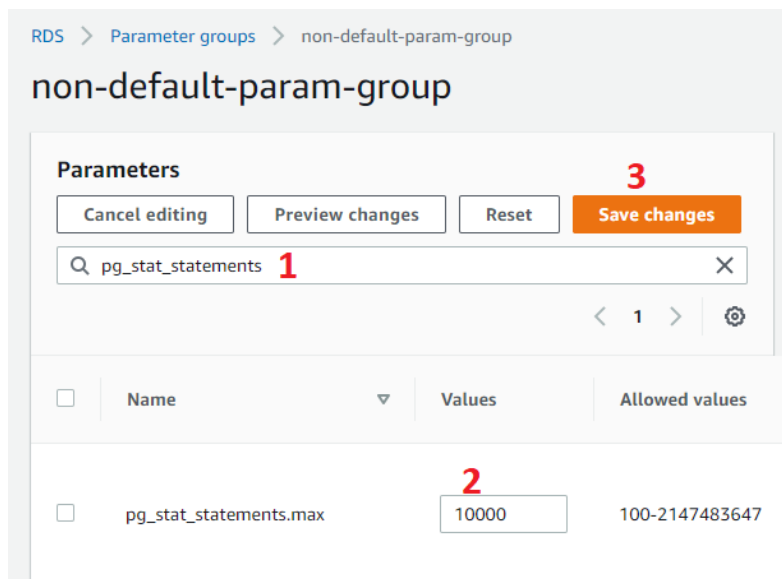 RDS > Parameter groups > non-default-param-group
non-default-param-group
Parameters
3
Cancel editing Preview changes Reset Save changes
pg_stat_statements 1
< 1 >
Name Values Allowed values
2
pg_stat_statements.max 10000 100-2147483647